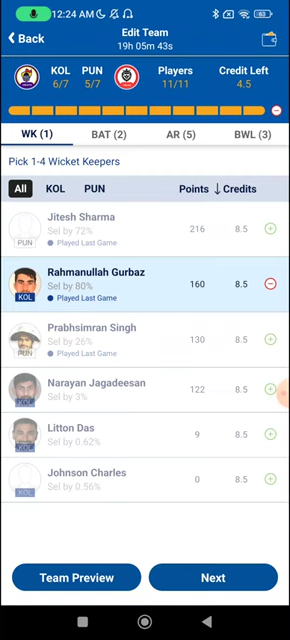 12:24 AM
63
Back
Edit Team
19h 05m 43s
KOL PUN Players Credit Left
6/7 5/7 11/11 4.5
WK (1) BAT (2) AR (5) BWL (3)
Pick 1-4 Wicket Keepers
All KOL PUN Points ↓ Credits
Jitesh Sharma
Sel by 72%
PUN
Played Last Game
216 8.5
Rahmanullah Gurbaz
Sel by 80%
KOL
Played Last Game
160 8.5
Prabhsimran Singh
Sel by 26%
PUN
Played Last Game
130 8.5
Narayan Jagadeesan
Sel by 3%
KOL
122 8.5
Litton Das
Sel by 0.62%
KOL
9 8.5
Johnson Charles
Sel by 0.56%
KOL
0 8.5
Team Preview Next